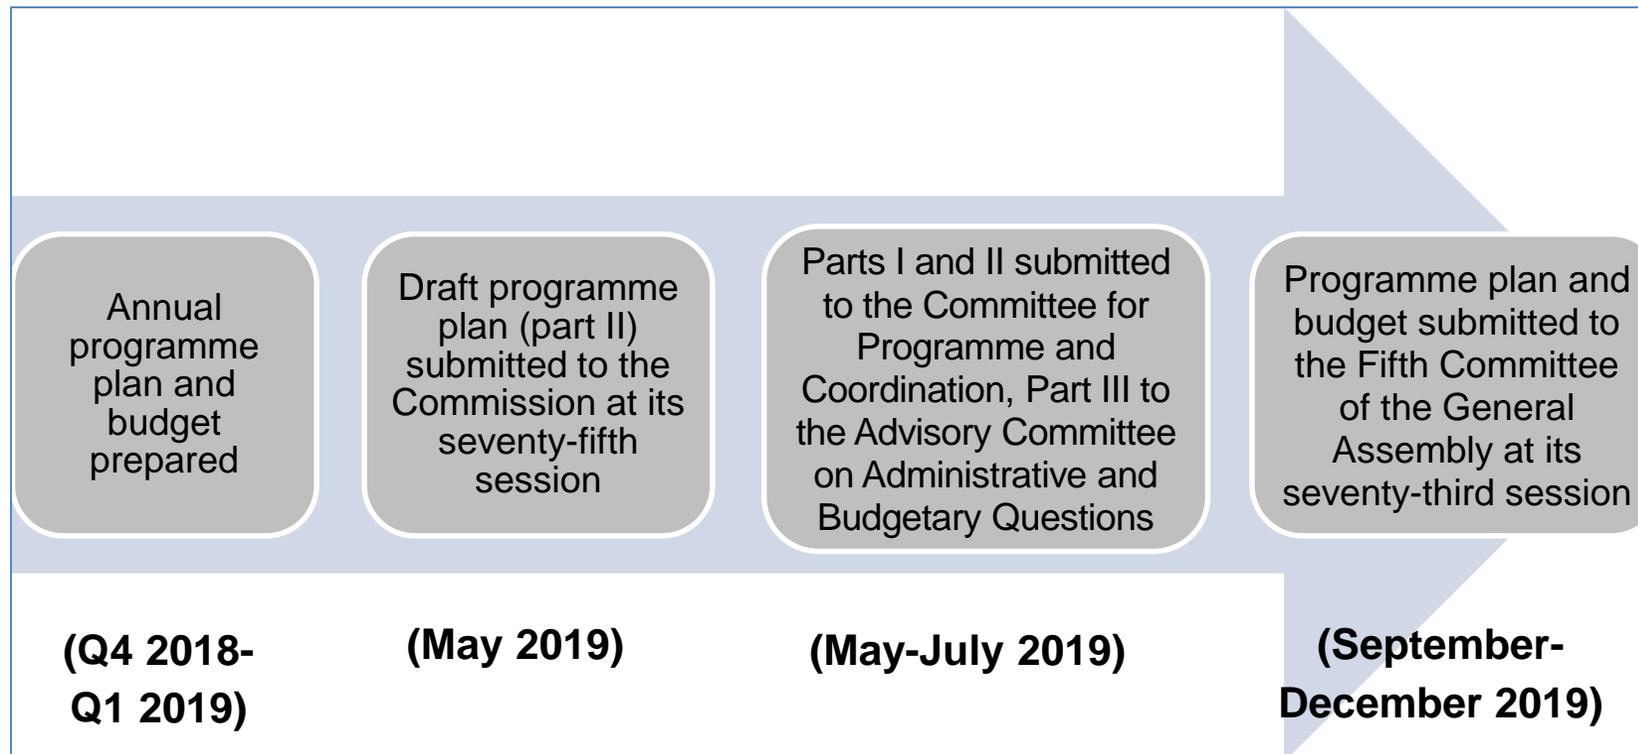 Annual
programme
plan and
budget
prepared
Draft programme
plan (part II)
submitted to the
Commission at its
seventy-fifth
session
Parts I and II submitted
to the Committee for
Programme and
Coordination, Part III to
the Advisory Committee
on Administrative and
Budgetary Questions
Programme plan and
budget submitted to
the Fifth Committee
of the General
Assembly at its
seventy-third session
(Q4 2018-
Q1 2019)
(May 2019)
(May-July 2019)
(September-
December 2019)